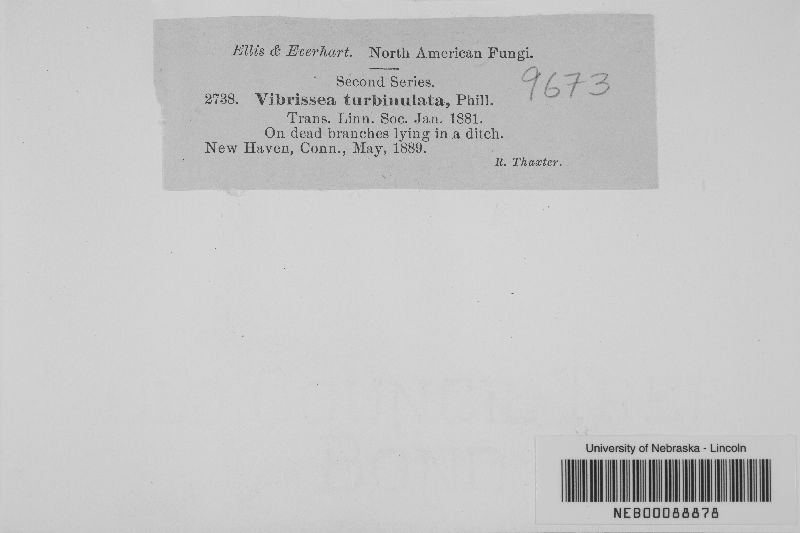 Ellis & Everhart. North American Fungi.
Second Series.
9673
2738. Vibrissea turbinulata, Phill.
Trans. Linn. Soc. Jan. 1881.
On dead branches lying in a ditch.
New Haven, Conn., May, 1889.
R. Thaxter.
University of Nebraska - Lincoln
NEB00088878